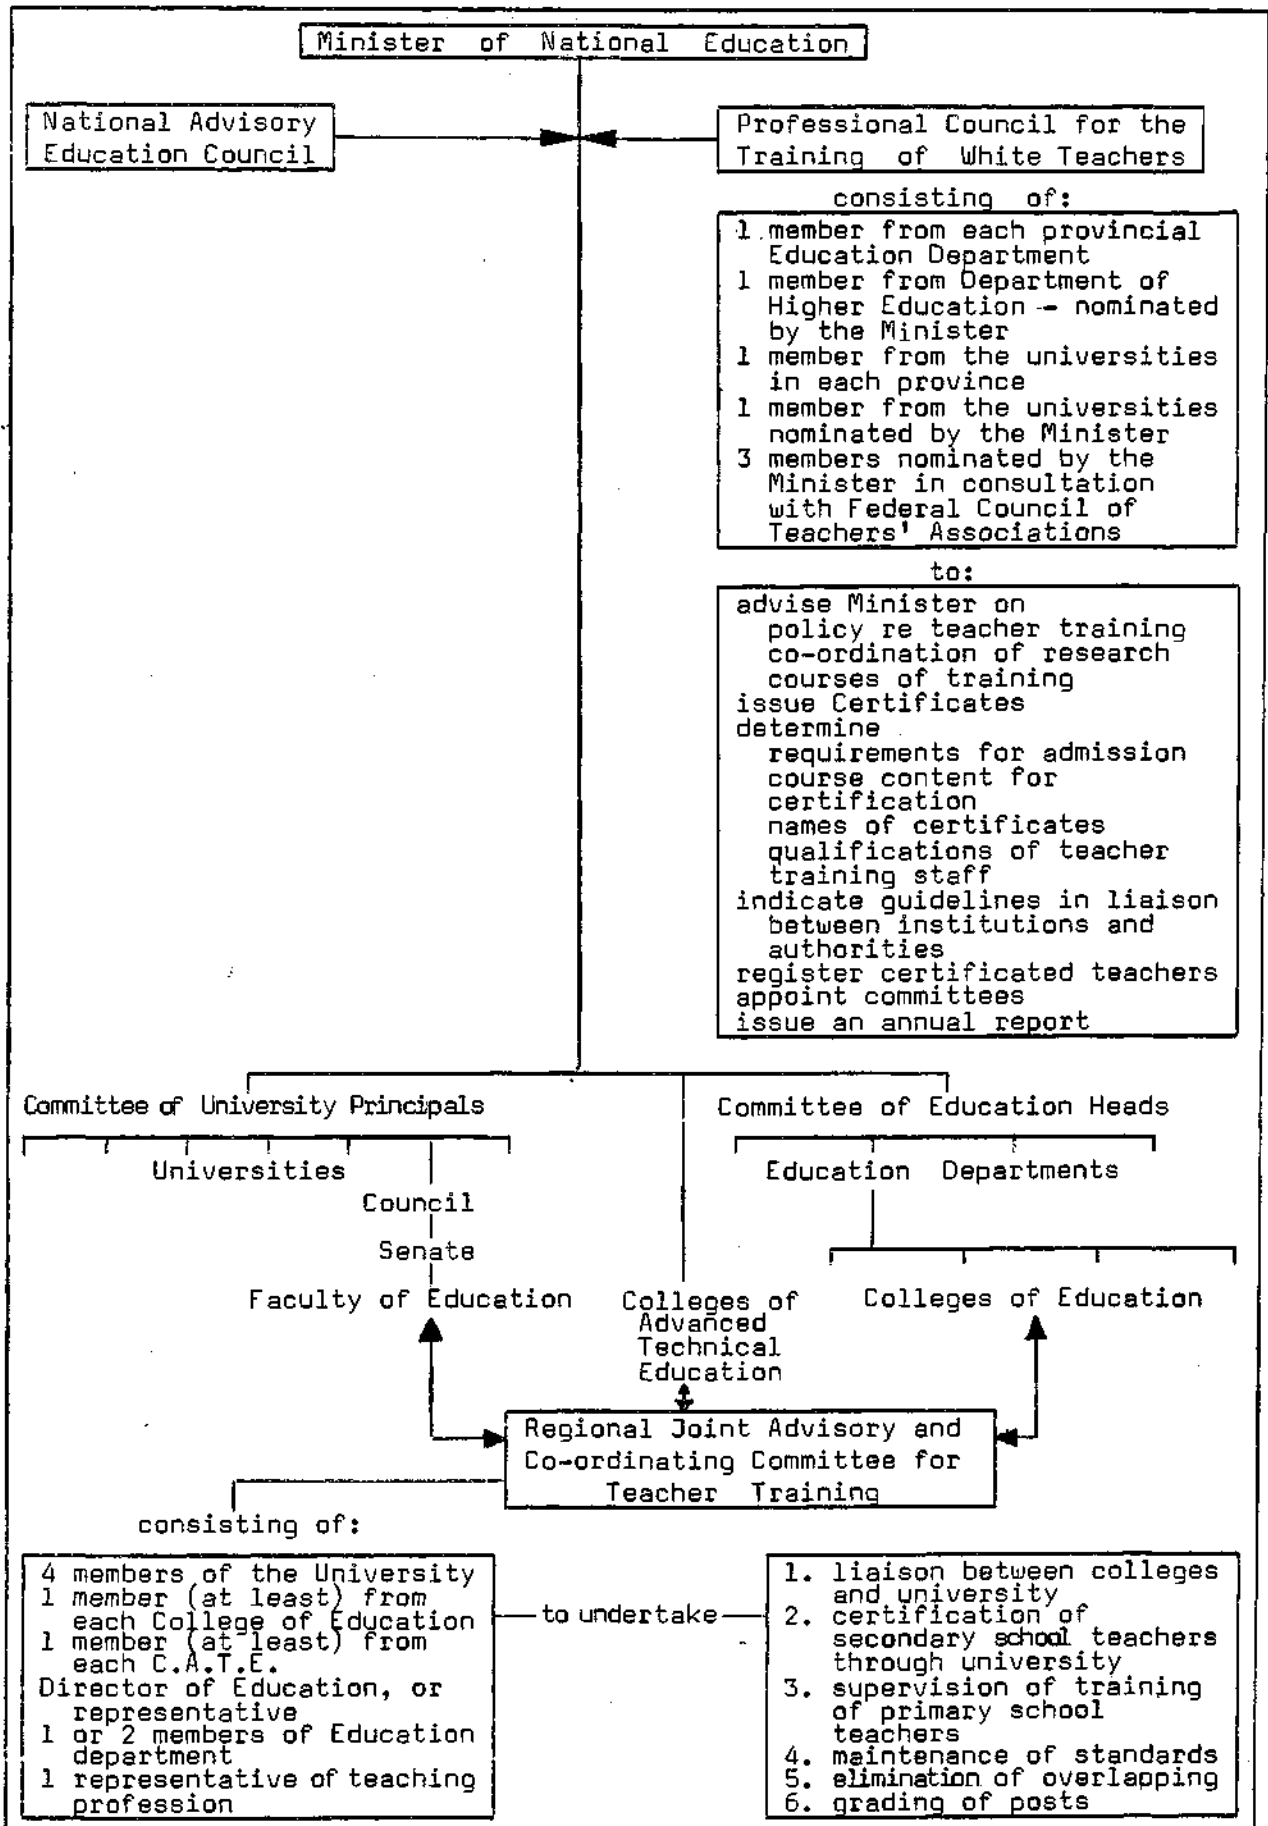 Minister of National Education
National Advisory
Education Council
Professional Council for the
Training of White Teachers
consisting of:
1 member from each provincial
Education Department
1 member from Department of
Higher Education - nominated
by the Minister
1 member from the universities
in each province
1 member from the universities
nominated by the Minister
3 members nominated by the
Minister in consultation
with Federal Council of
Teachers' Associations
to:
advise Minister on
policy re teacher training
co-ordination of research
courses of training
issue Certificates
determine
requirements for admission
course content for
certification
names of certificates
qualifications of teacher
training staff
indicate guidelines in liaison
between institutions and
authorities
register certificated teachers
appoint committees
issue an annual report
Committee of University Principals
Committee of Education Heads
Universities
Education Departments
Council
Senate
Faculty of Education
Colleges of
Advanced
Technical
Education
Colleges of Education
Regional Joint Advisory and
Co-ordinating Committee for
Teacher Training
consisting of:
4 members of the University
1 member (at least) from
each College of Education
1 member (at least) from
each C.A.T.E.
Director of Education, or
representative
1 or 2 members of Education
department
1 representative of teaching
profession
to undertake
1. liaison between colleges
and university
2. certification of
secondary school teachers
through university
3. supervision of training
of primary school
teachers
4. maintenance of standards
5. elimination of overlapping
6. grading of posts